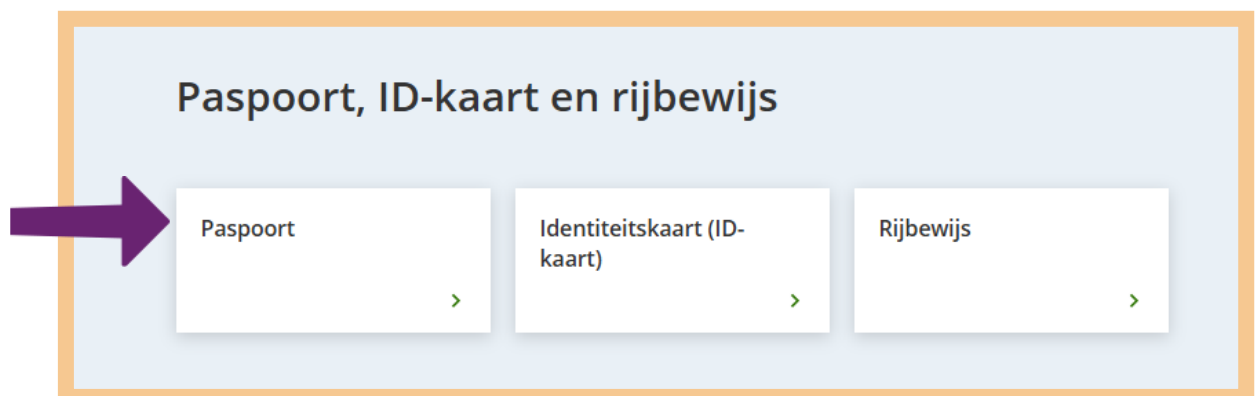 Paspoort, ID-kaart en rijbewijs
Paspoort
Identiteitskaart (ID-
kaart)
Rijbewijs